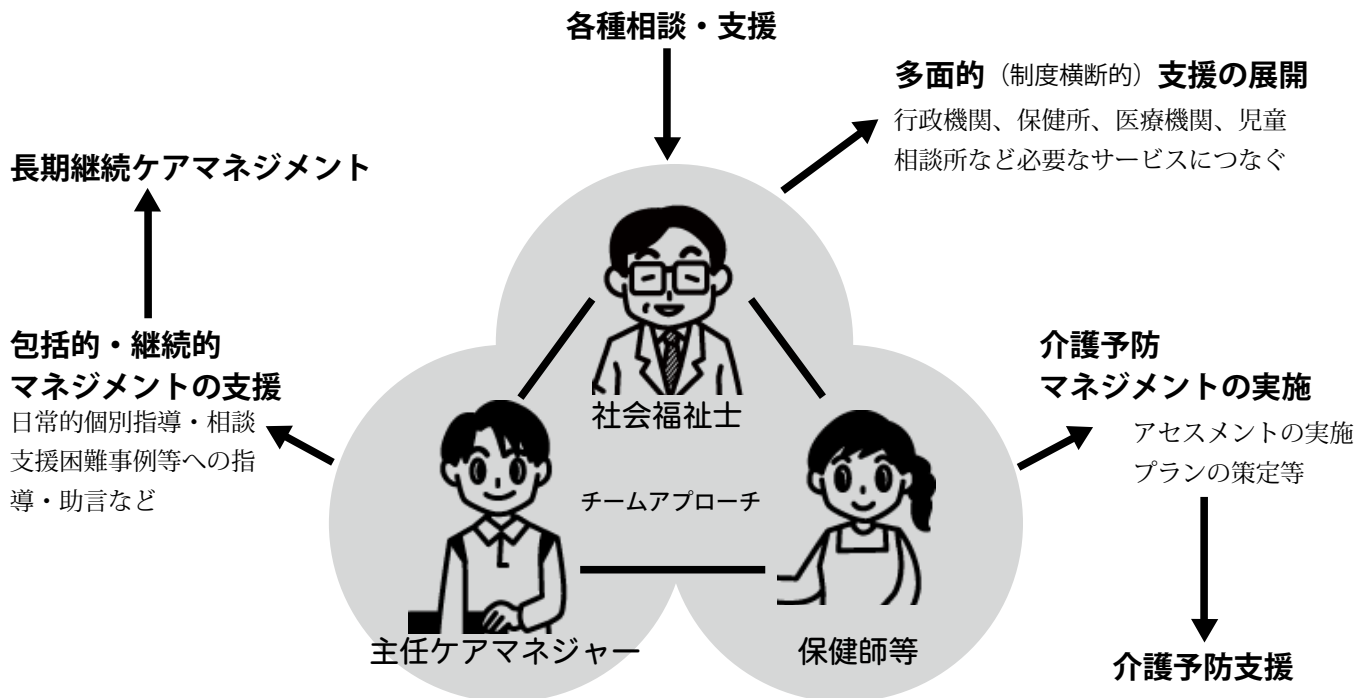 各種相談・支援
多面的（制度横断的）支援の展開
行政機関、保健所、医療機関、児童
相談所など必要なサービスにつなぐ
長期継続ケアマネジメント
包括的・継続的
マネジメントの支援
日常的個別指導・相談
支援困難事例等への指
導・助言など
介護予防
マネジメントの実施
アセスメントの実施
プランの策定等
社会福祉士
チームアプローチ
主任ケアマネジャー
保健師等
介護予防支援